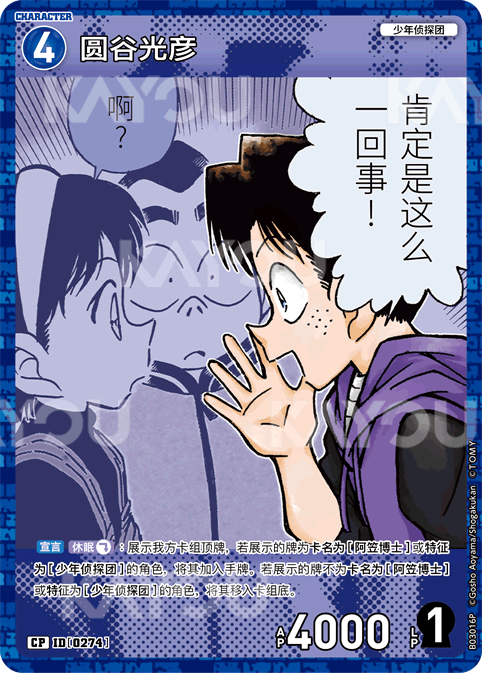 CHARACTER
4
圆谷光彦
少年侦探团
肯定是这么
一回事！
啊？
KAYOU
宣言 休眠：展示我方卡组顶牌，若展示的牌为卡名为[阿笠博士]或特征
为[少年侦探团]的角色，将其加入手牌。若展示的牌不为卡名为[阿笠博士]
或特征为[少年侦探团]的角色，将其移入卡组底。
CP ID[0274]
AP 4000
LP 1
B03016P ©Gosho Aoyama/Shogakukan ©TOMY